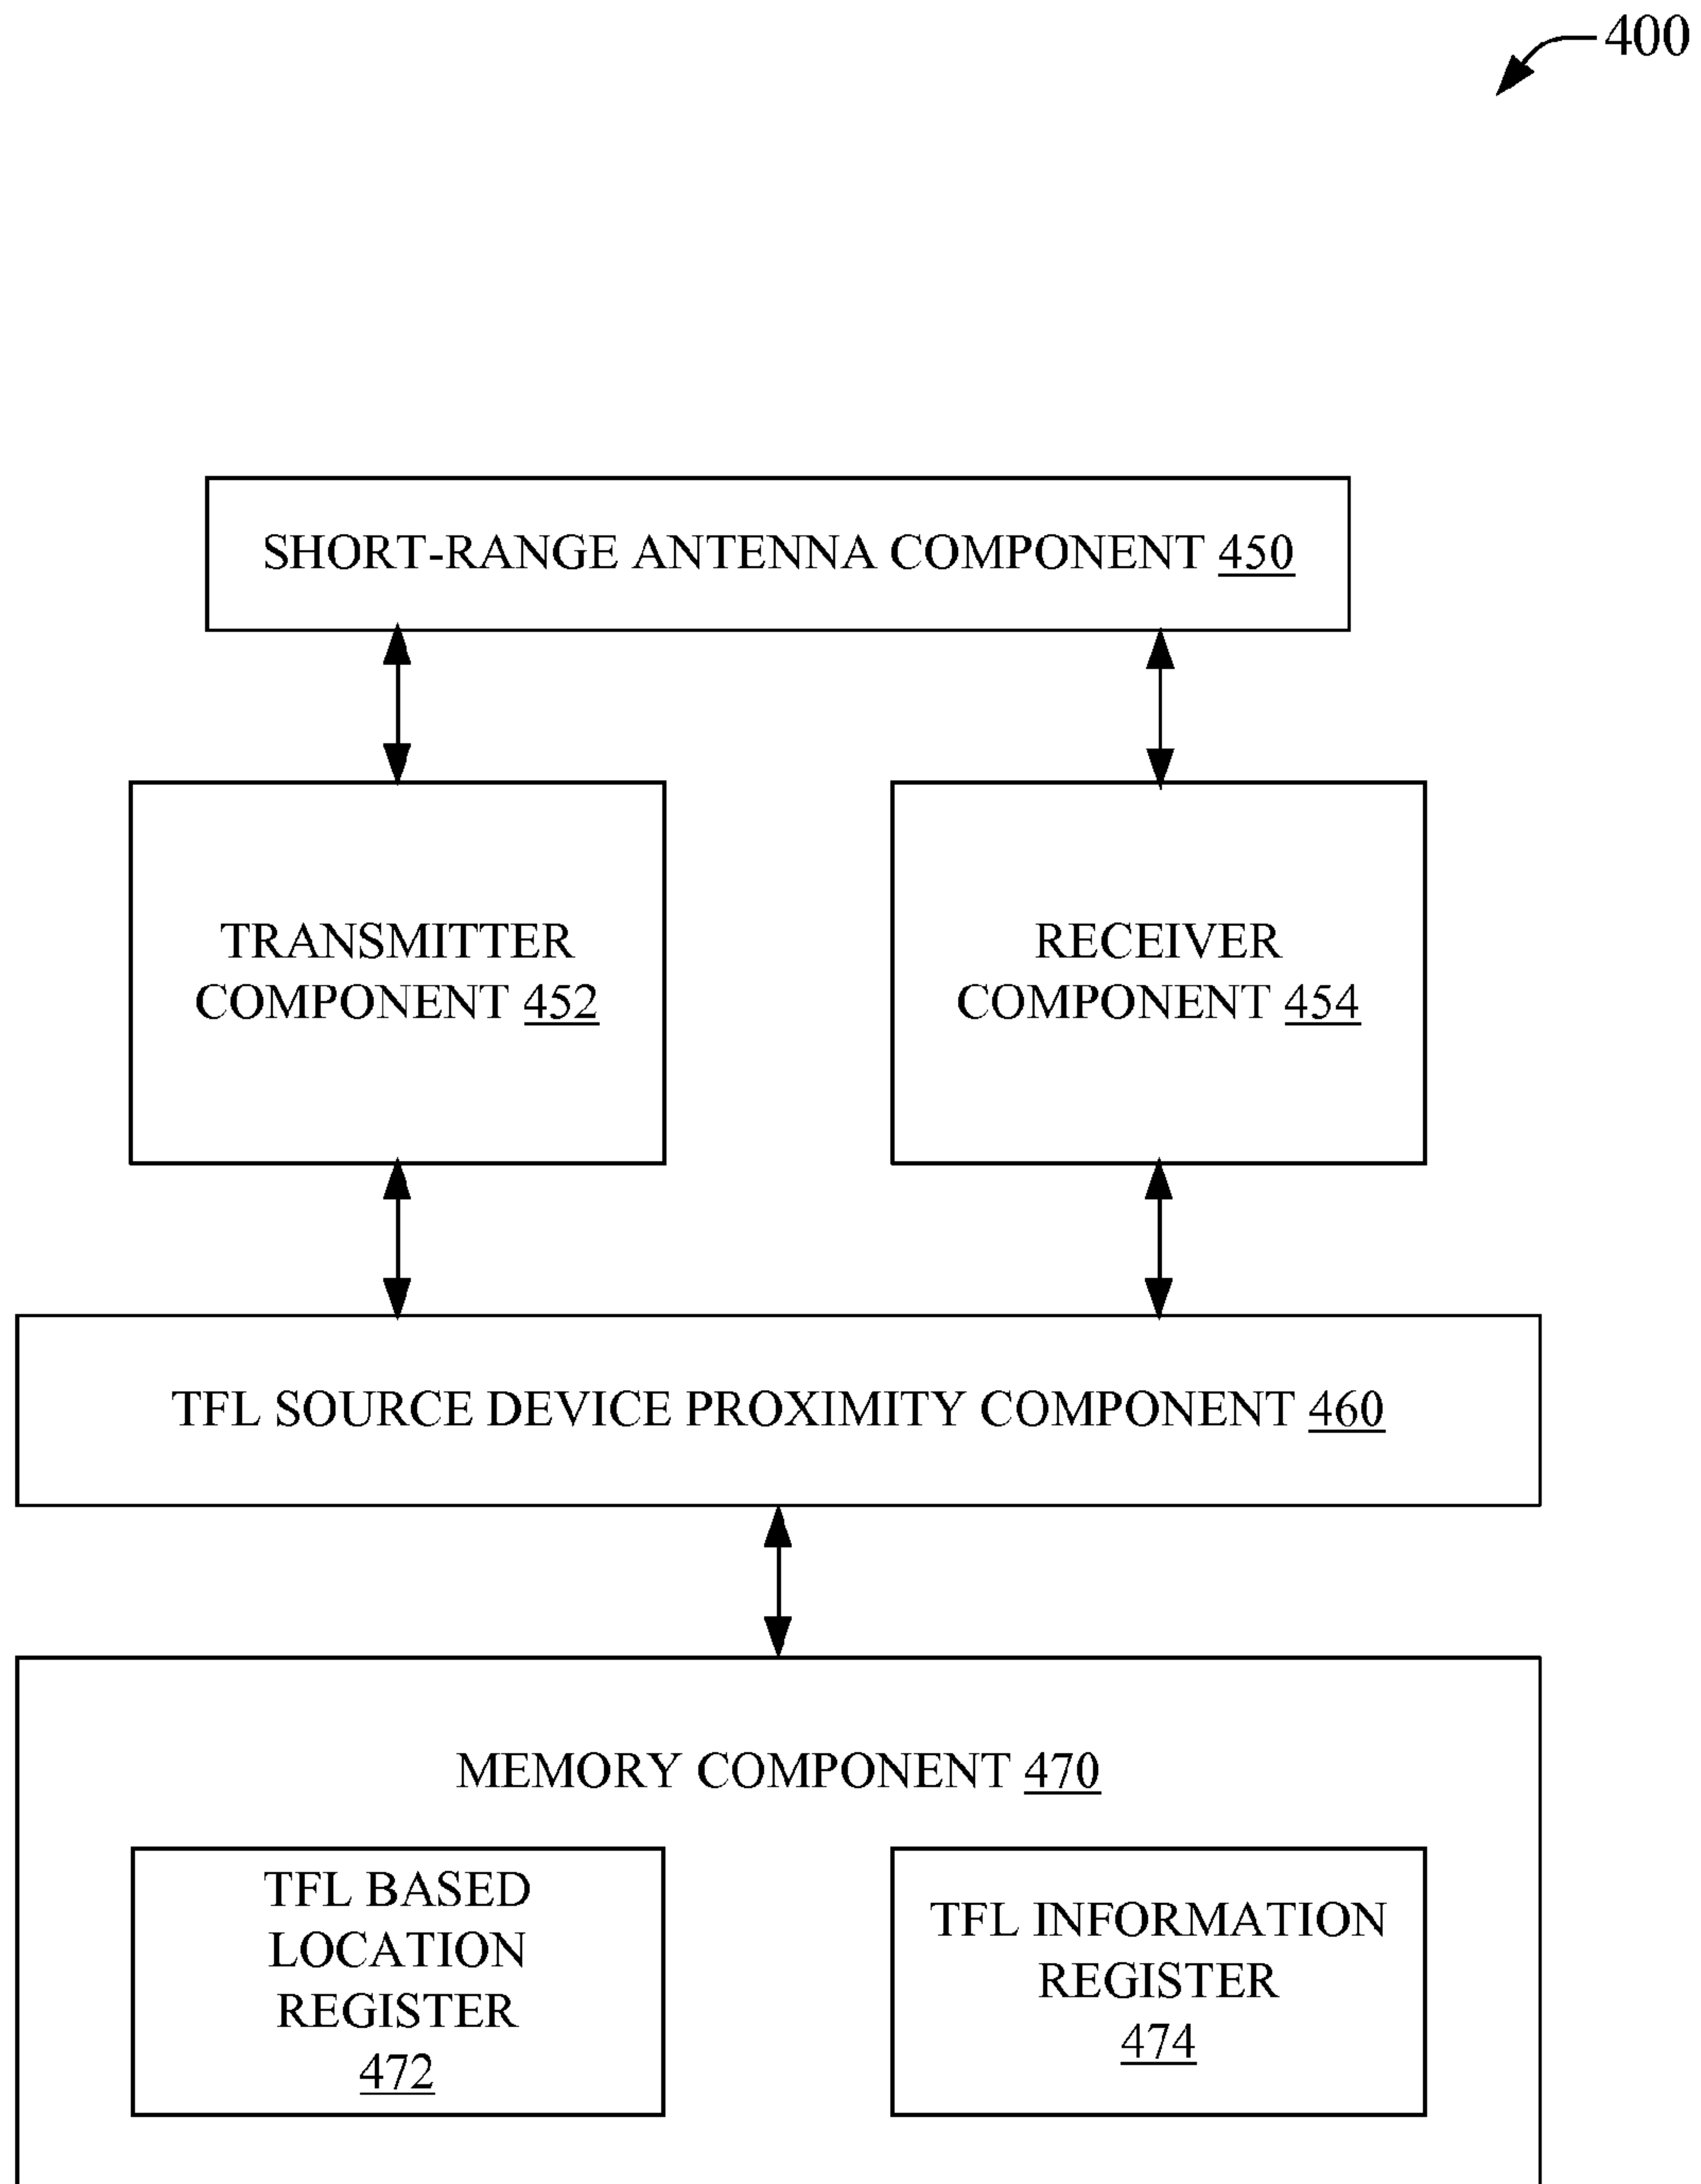 400
SHORT-RANGE ANTENNA COMPONENT 450
TRANSMITTER
COMPONENT 452
RECEIVER
COMPONENT 454
TFL SOURCE DEVICE PROXIMITY COMPONENT 460
MEMORY COMPONENT 470
TFL BASED
LOCATION
REGISTER
472
TFL INFORMATION
REGISTER
474